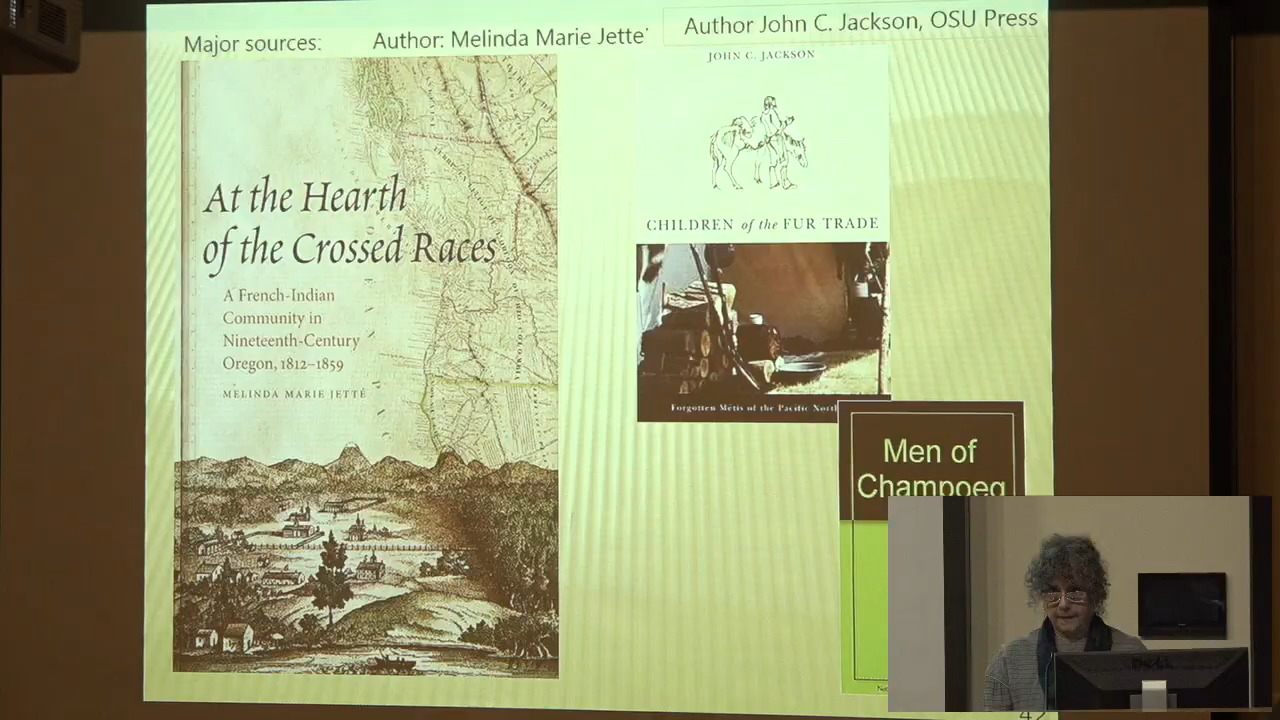 Major sources:
Author: Melinda Marie Jette'
Author John C. Jackson, OSU Press
At the Hearth
of the Crossed Races
A French-Indian
Community in
Nineteenth-Century
Oregon, 1812–1859
MELINDA MARIE JETTÉ
JOHN C. JACKSON
CHILDREN of the FUR TRADE
Forgotten Métis of the Pacific
Men of
Champoeg
DELL
42